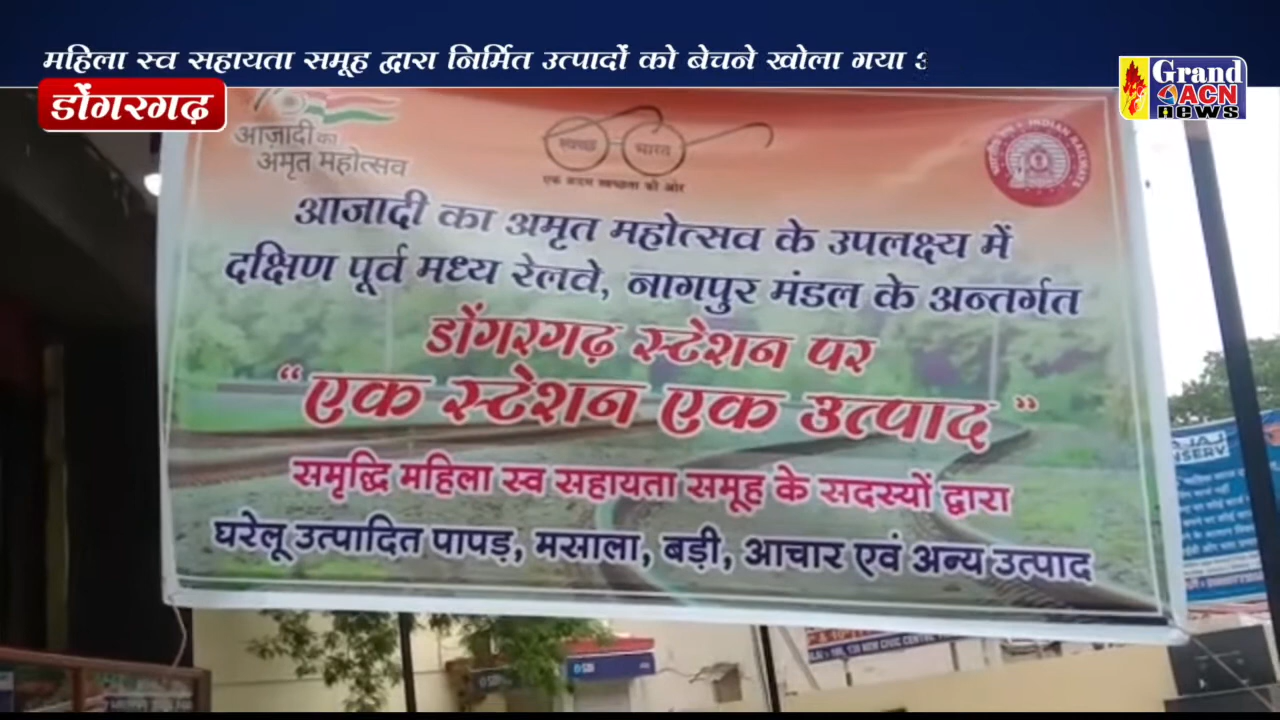 महिला स्व सहायता समूह द्वारा निर्मित उत्पादों को बेचने खोला गया
डोंगरगढ़
Grand
ACN
news
आज़ादी का
अमृत महोत्सव
स्वच्छ भारत
एक कदम स्वच्छता की ओर
INDIAN RAILWAYS
आजादी का अमृत महोत्सव के उपलक्ष्य में
दक्षिण पूर्व मध्य रेलवे, नागपुर मंडल के अन्तर्गत
डोंगरगढ़ स्टेशन पर
“एक स्टेशन एक उत्पाद”
समृद्धि महिला स्व सहायता समूह के सदस्यों द्वारा
घरेलू उत्पादित पापड़, मसाला, बड़ी, आचार एवं अन्य उत्पाद
SBI